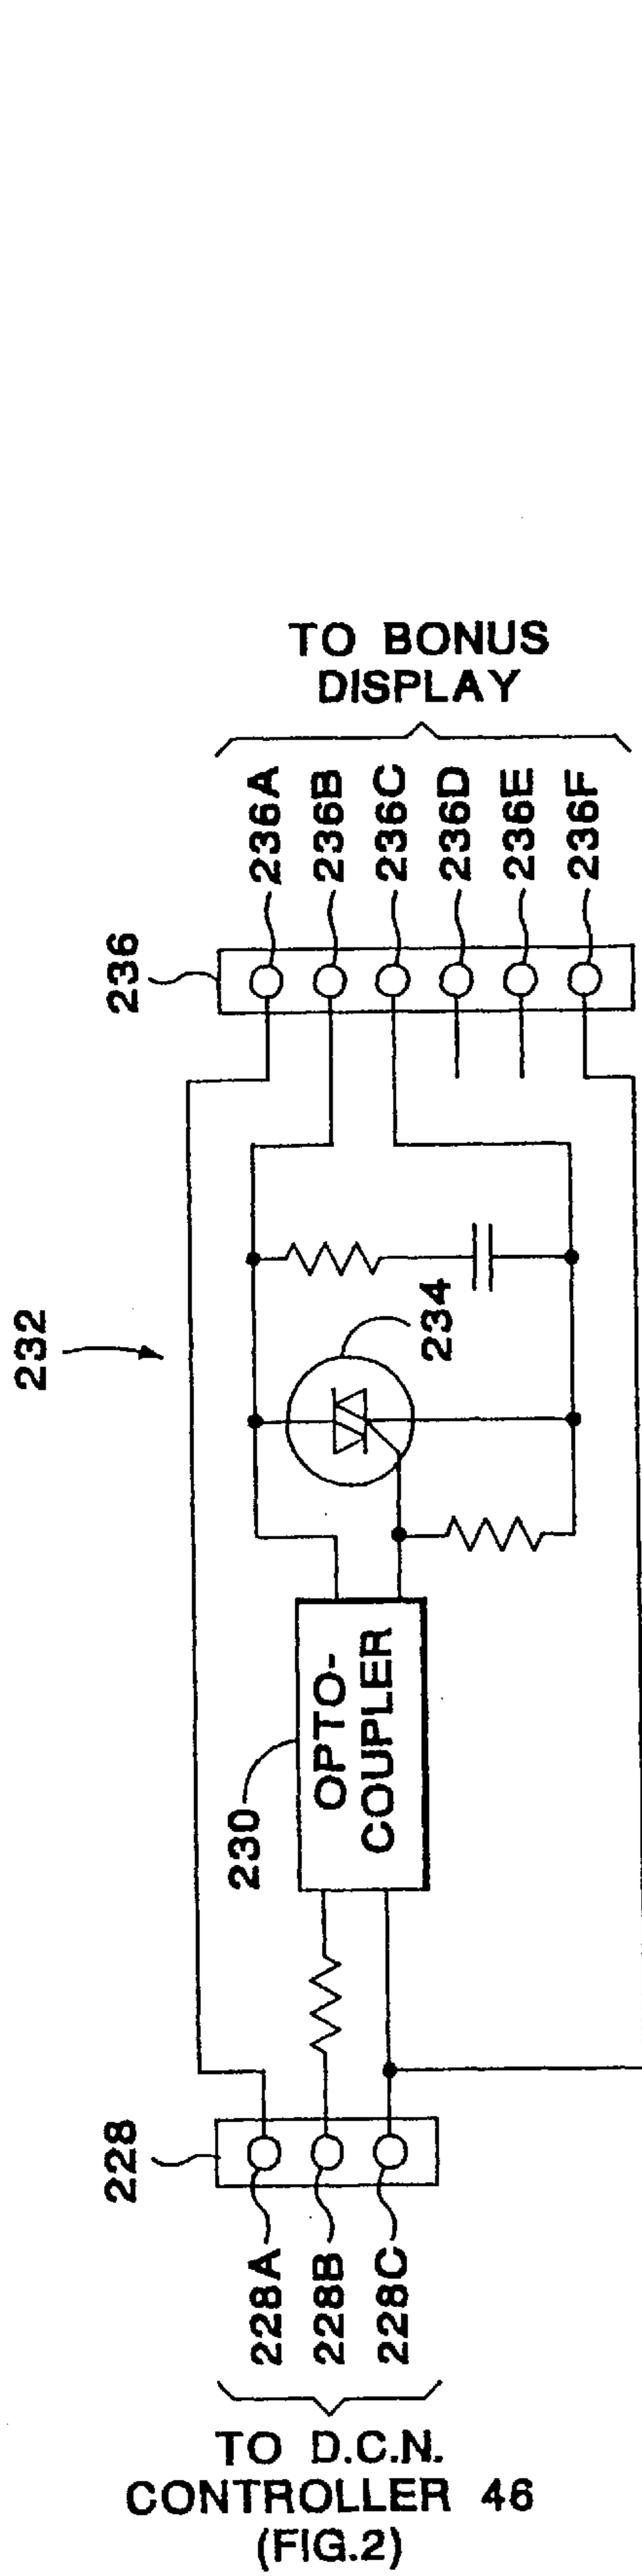 TO BONUS
DISPLAY
236A
236B
236C
236D
236E
236F
236
232
234
OPTO-
COUPLER
230
228
228A
228B
228C
TO D.C.N.
CONTROLLER 46
(FIG.2)